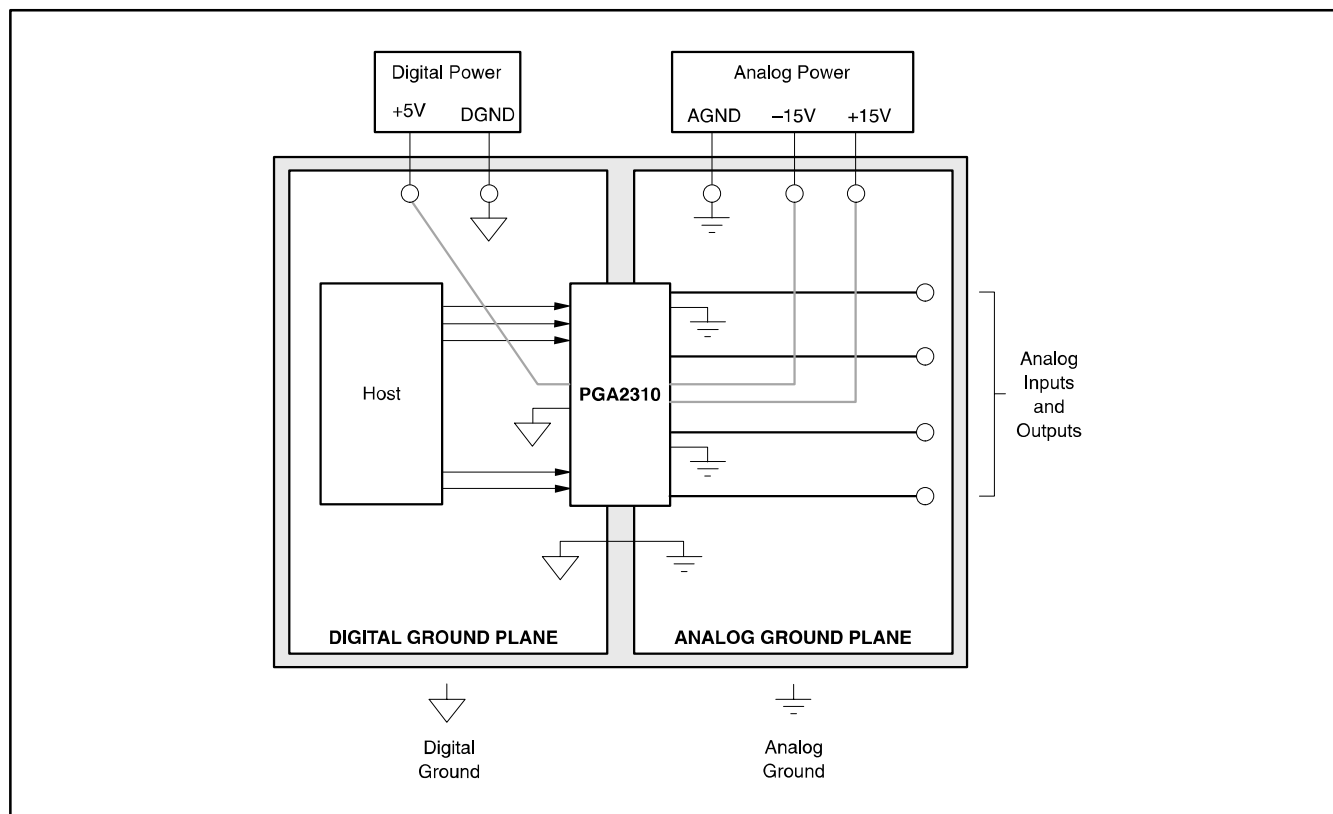 Digital Power
+5V
DGND
Analog Power
AGND
–15V
+15V
Host
PGA2310
Analog
Inputs
and
Outputs
DIGITAL GROUND PLANE
ANALOG GROUND PLANE
Digital
Ground
Analog
Ground